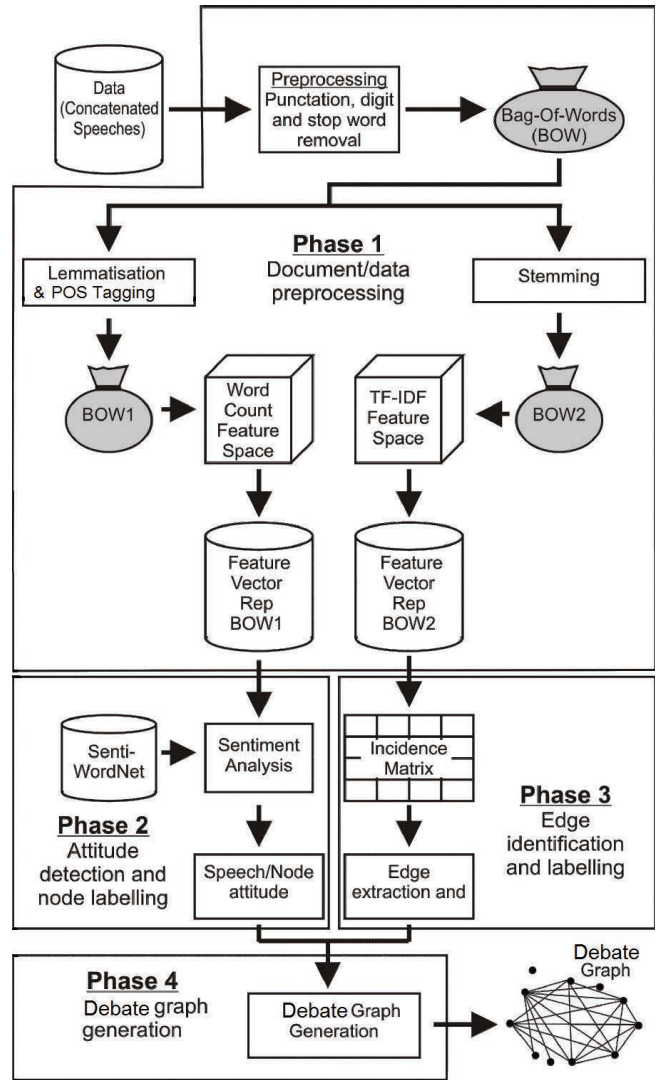 Data
(Concatenated
Speeches)
Preprocessing
Punctation, digit
and stop word
removal
Bag-Of-Words
(BOW)
Phase 1
Document/data
preprocessing
Lemmatisation
& POS Tagging
Stemming
BOW1
Word
Count
Feature
Space
TF-IDF
Feature
Space
BOW2
Feature
Vector
Rep
BOW1
Feature
Vector
Rep
BOW2
Senti-
WordNet
Sentiment
Analysis
Incidence
Matrix
Phase 2
Attitude
detection and
node labelling
Phase 3
Edge
identification
and labelling
Speech/Node
attitude
Edge
extraction and
Phase 4
Debate graph
generation
Debate Graph
Generation
Debate
Graph